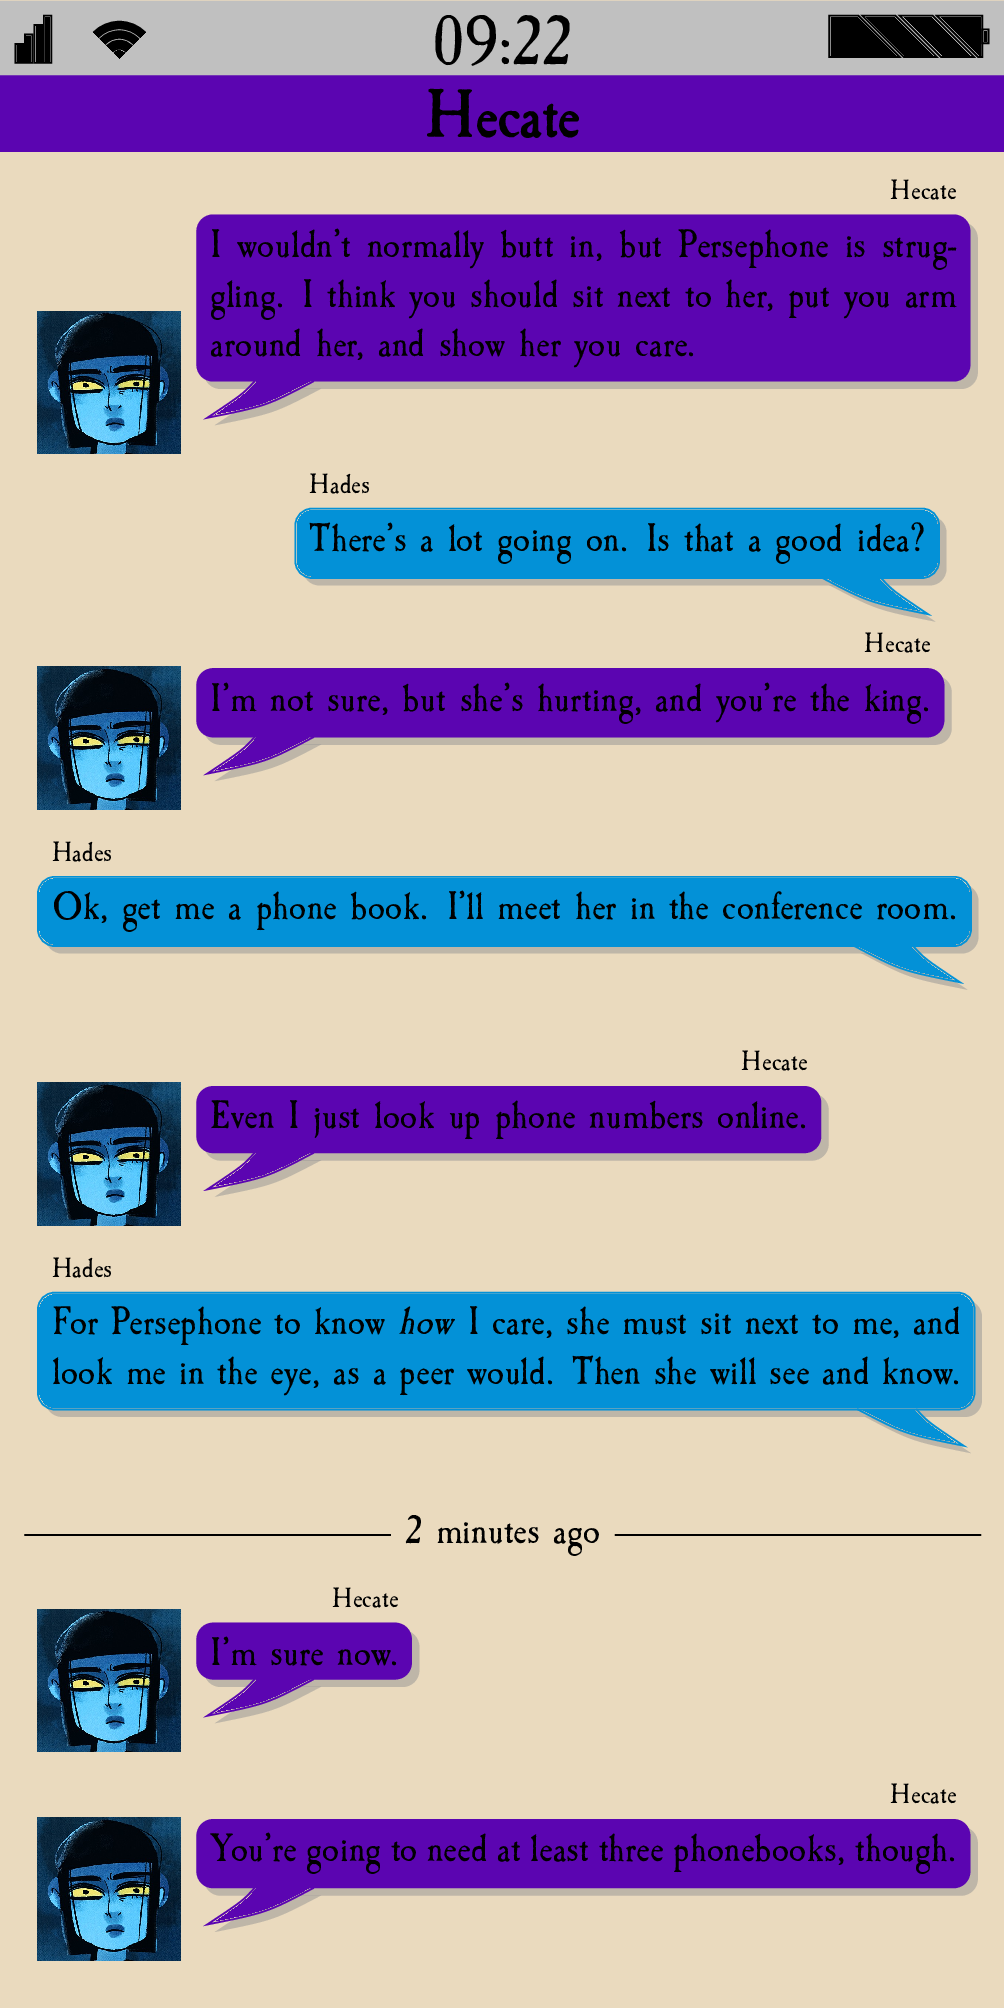 09:22
Hecate
Hecate
I wouldn't normally butt in, but Persephone is strug-
gling. I think you should sit next to her, put you arm
around her, and show her you care.
Hades
There's a lot going on. Is that a good idea?
Hecate
I'm not sure, but she's hurting, and you're the king.
Hades
Ok, get me a phone book. I'll meet her in the conference room.
Hecate
Even I just look up phone numbers online.
Hades
For Persephone to know how I care, she must sit next to me, and
look me in the eye, as a peer would. Then she will see and know.
2 minutes ago
Hecate
I'm sure now.
Hecate
You're going to need at least three phonebooks, though.